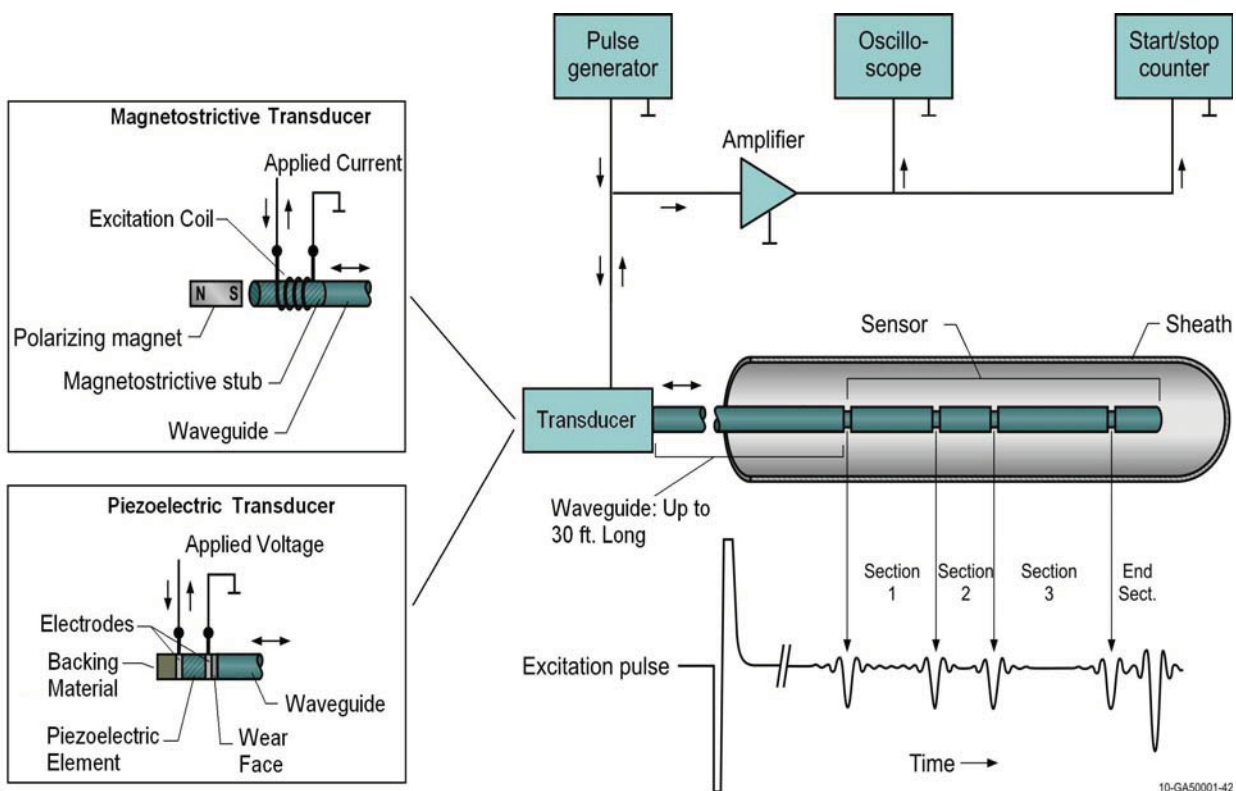 Pulse
generator
Oscillo-
scope
Start/stop
counter
Amplifier
Magnetostrictive Transducer
Applied Current
Excitation Coil
N S
Polarizing magnet
Magnetostrictive stub
Waveguide
Transducer
Sensor
Sheath
Waveguide: Up to
30 ft. Long
Piezoelectric Transducer
Applied Voltage
Electrodes
Backing
Material
Waveguide
Piezoelectric
Element
Wear
Face
Section
1
Section
2
Section
3
End
Sect.
Excitation pulse
Time
10-GA50001-42